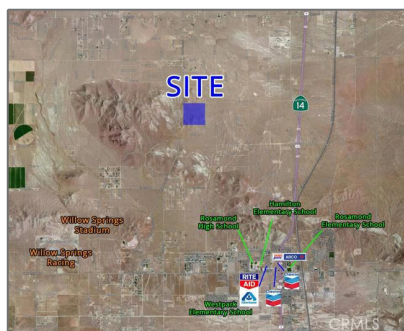 SITE
14
Willow Springs
Stadium
Willow Springs
Racing
Rosamond
High School
Hamilton
Elementary School
Rosamond
Elementary School
ARCO
RITE
AID
Westpark
Elementary School
CRMLS